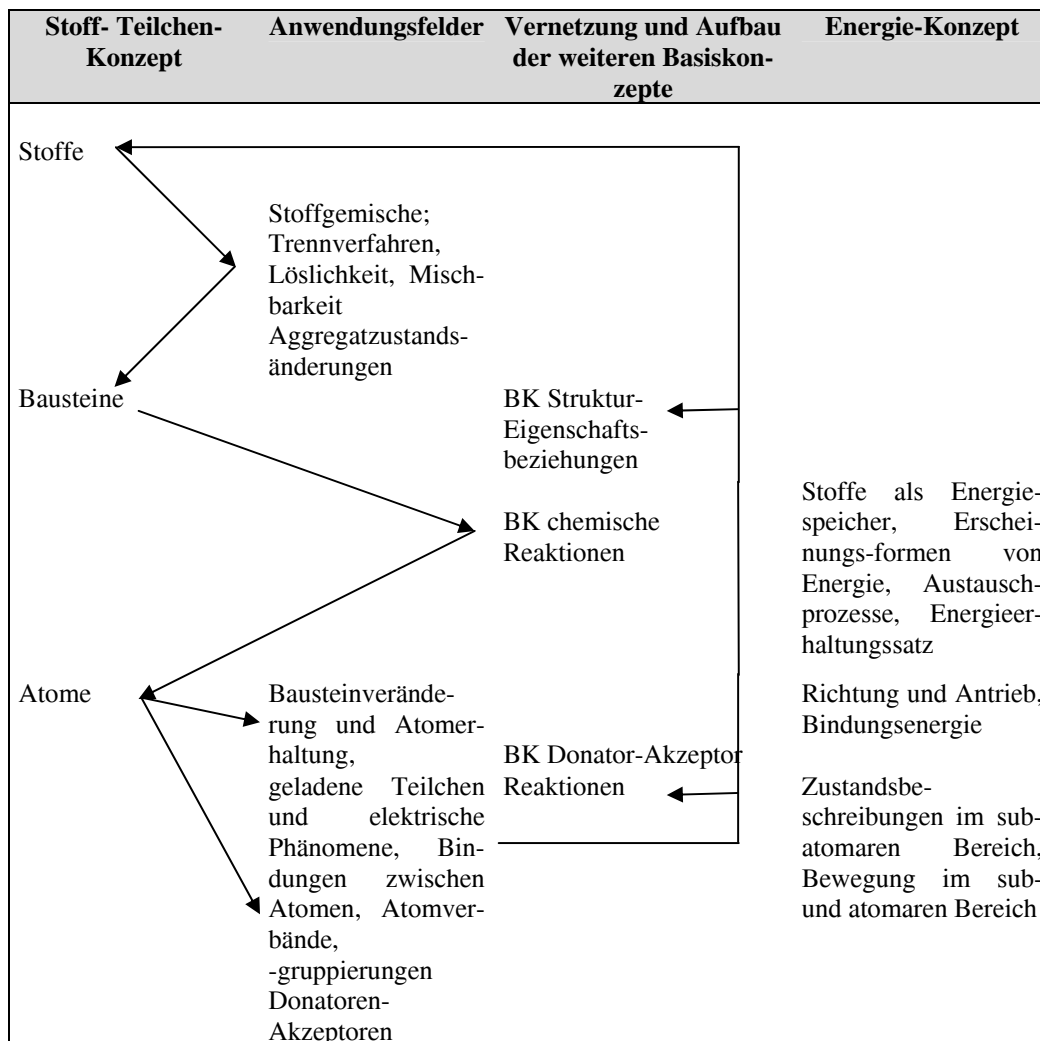 Stoff- Teilchen-
Konzept
Anwendungsfelder
Vernetzung und Aufbau
der weiteren Basiskon-
zepte
Energie-Konzept
Stoffe
Stoffgemische;
Trennverfahren,
Löslichkeit, Misch-
barkeit
Aggregatzustands-
änderungen
Bausteine
BK Struktur-
Eigenschafts-
beziehungen
BK chemische
Reaktionen
Stoffe als Energie-
speicher, Erschei-
nungs-formen von
Energie, Austausch-
prozesse, Energieer-
haltungssatz
Atome
Bausteinverände-
rung und Atomer-
haltung,
geladene Teilchen
und elektrische
Phänomene, Bin-
dungen zwischen
Atomen, Atomver-
bände,
-gruppierungen
Donatoren-
Akzeptoren
BK Donator-Akzeptor
Reaktionen
Richtung und Antrieb,
Bindungsenergie
Zustandsbe-
schreibungen im sub-
atomaren Bereich,
Bewegung im sub-
und atomaren Bereich